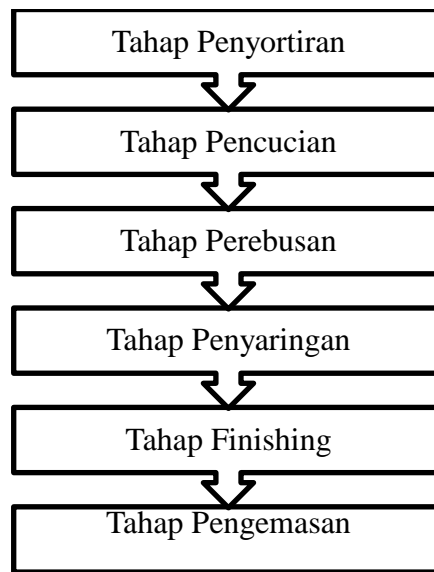 Tahap Penyortiran
Tahap Pencucian
Tahap Perebusan
Tahap Penyaringan
Tahap Finishing
Tahap Pengemasan